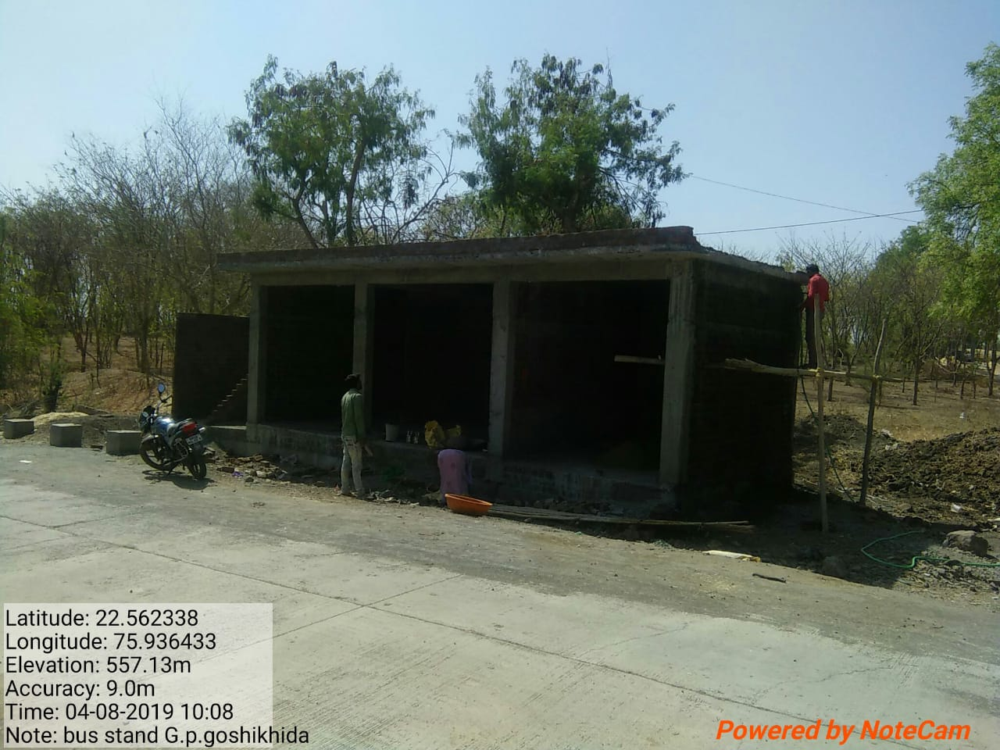 Latitude: 22.562338
Longitude: 75.936433
Elevation: 557.13m
Accuracy: 9.0m
Time: 04-08-2019 10:08
Note: bus stand G.p.goshikhida
Powered by NoteCam